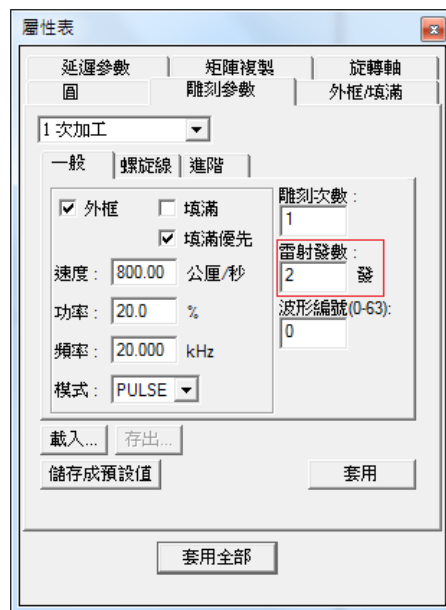 屬性表
延遲參數 矩陣複製 旋轉軸
圓 雕刻參數 外框/填滿
1 次加工
一般 螺旋線 進階
外框 填滿 雕刻次數 :
1
填滿優先
雷射發數 :
速度 : 800.00 公厘/秒 2 發
功率 : 20.0 % 波形編號(0-63):
0
頻率 : 20.000 kHz
模式 : PULSE
載入... 存出...
儲存成預設值 套用
套用全部